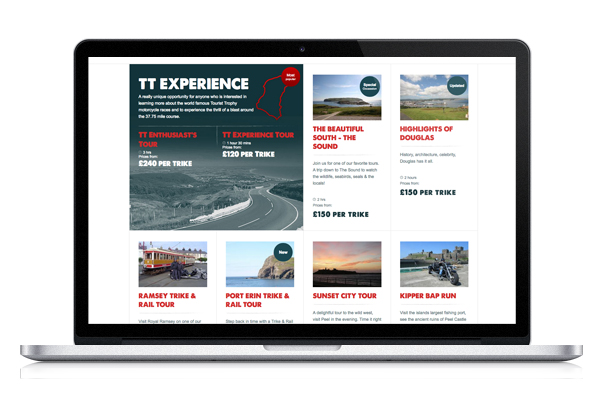 TT EXPERIENCE
A really unique opportunity for anyone who is interested in
learning more about the world famous Tourist Trophy
motorcycle races and to experience the thrill of a blast around
the 37.75 mile course.
Most
popular
TT ENTHUSIAST'S
TOUR
3 hrs
Prices from:
£240 PER TRIKE
TT EXPERIENCE TOUR
1 hour 30 mins
Prices from:
£120 PER TRIKE
Special
Occasion
THE BEAUTIFUL
SOUTH - THE
SOUND
Join us for one of our favorite tours.
A trip down to The Sound to watch
the wildlife, seabirds, seals & the
locals!
2 hrs
Prices from:
£150 PER TRIKE
Updated
HIGHLIGHTS OF
DOUGLAS
History, architecture, celebrity,
Douglas has it all.
2 hours
Prices from:
£150 PER TRIKE
RAMSEY TRIKE &
RAIL TOUR
Visit Royal Ramsey on one of our
New
PORT ERIN TRIKE &
RAIL TOUR
Step back in time with a Trike & Rail
SUNSET CITY TOUR
A delightful tour to the wild west,
visit Peel in the evening. Time it right
KIPPER BAP RUN
Visit the islands largest fishing port,
see the ancient runs of Peel Castle